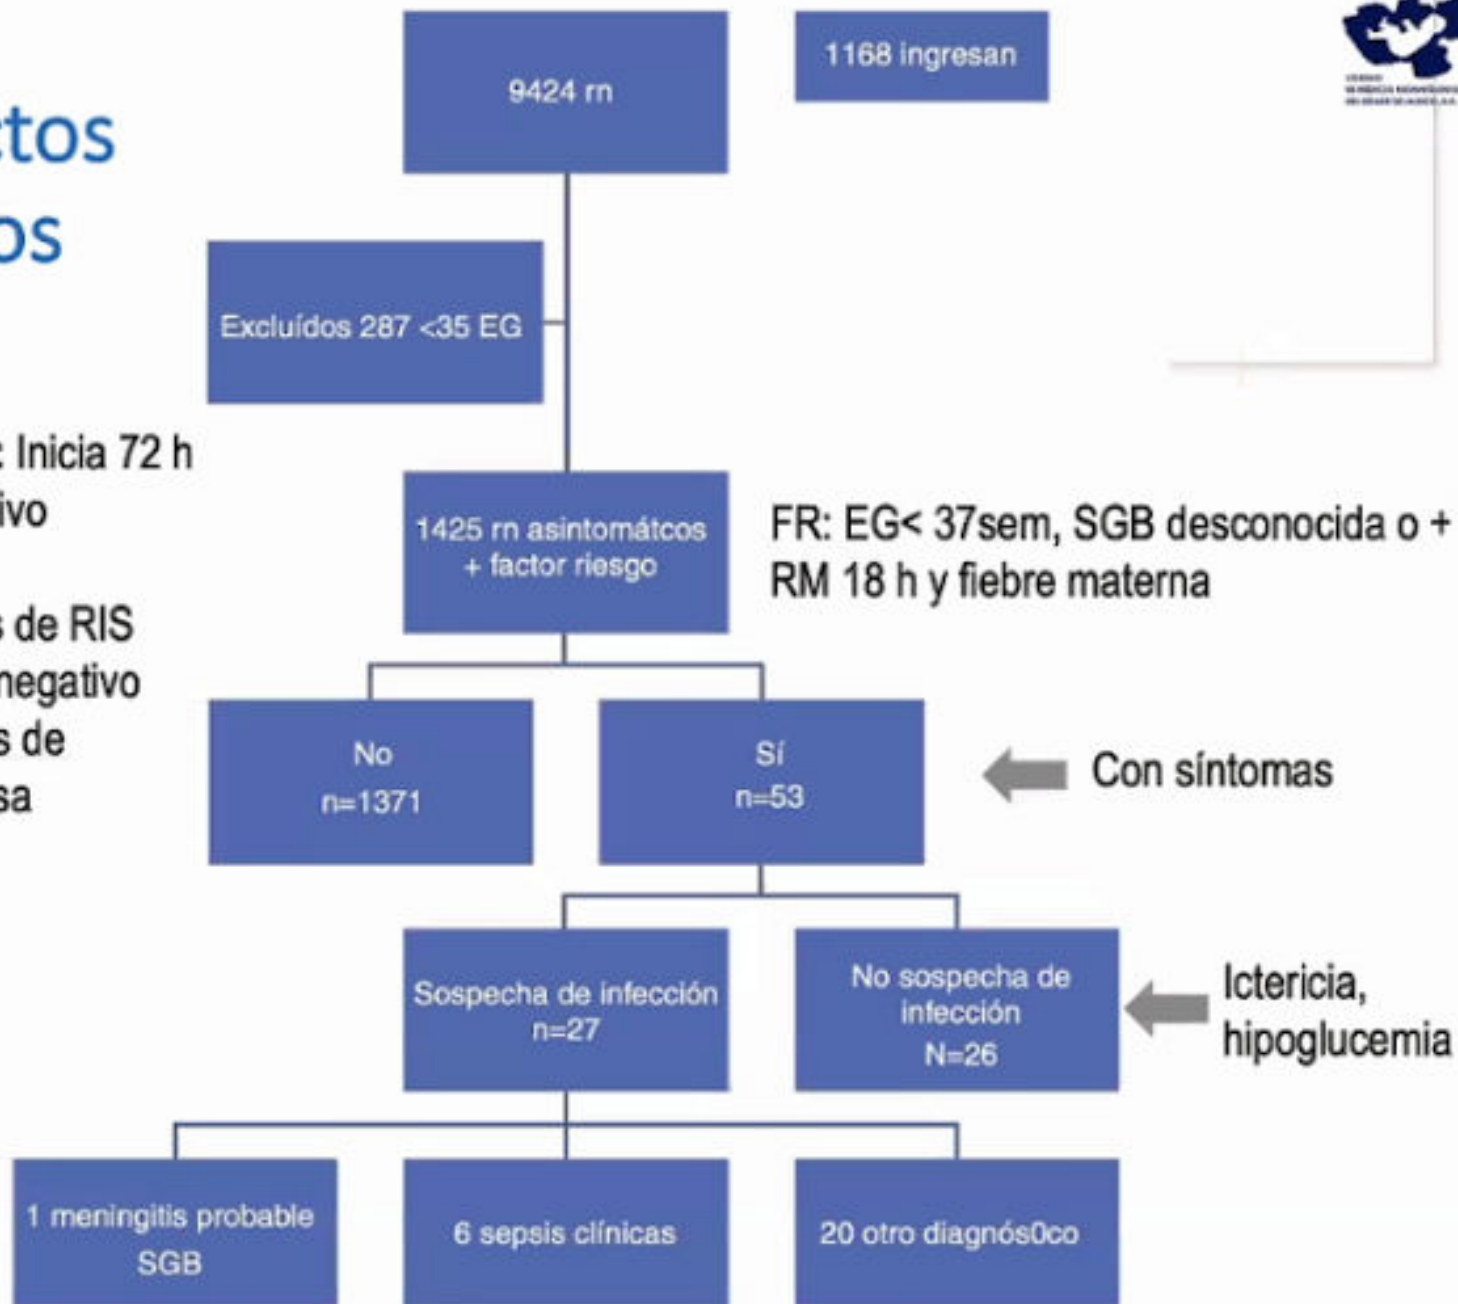 ctos
os
9424 rn
1168 ingresan
Excluídos 287 <35 EG
: Inicia 72 h
ivo
s de RIS
negativo
s de
sa
1425 rn asintomátcos
+ factor riesgo
FR: EG< 37sem, SGB desconocida o +
RM 18 h y fiebre materna
No
n=1371
Sí
n=53
Con síntomas
Sospecha de infección
n=27
No sospecha de
infección
N=26
Ictericia,
hipoglucemia
1 meningitis probable
SGB
6 sepsis clínicas
20 otro diagnós0co